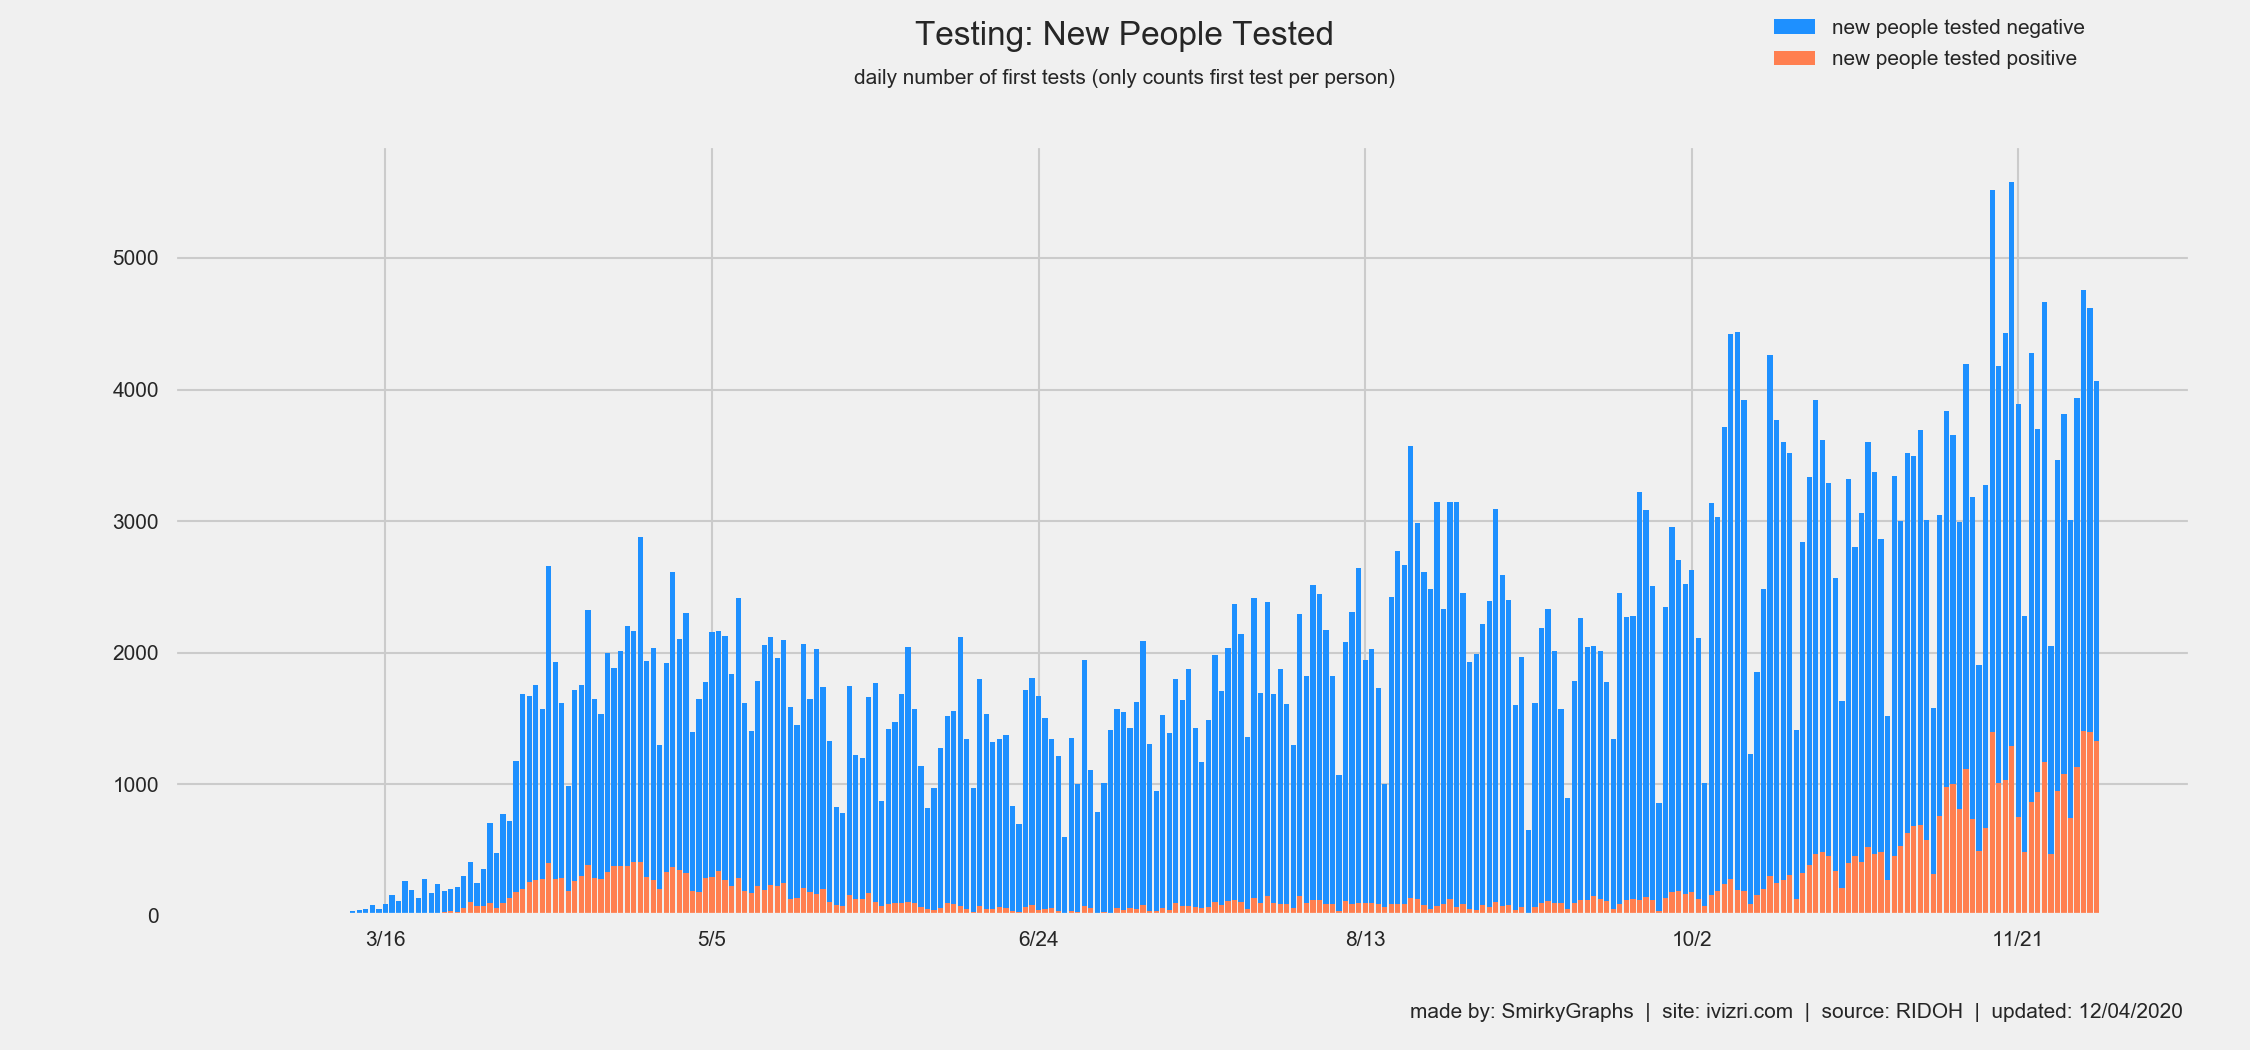 Testing: New People Tested
daily number of first tests (only counts first test per person)
new people tested negative
new people tested positive
5000
4000
3000
2000
1000
0
3/16 5/5 6/24 8/13 10/2 11/21
made by: SmirkyGraphs | site: ivizri.com | source: RIDOH | updated: 12/04/2020